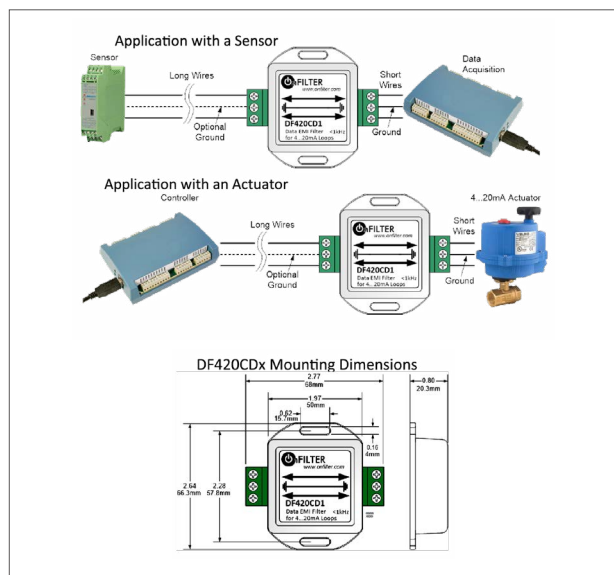 Application with a Sensor
Sensor
Long Wires
Optional
Ground
FILTER
www.onfilter.com
DF420CD1
Data EMI Filter <1kHz
for 4...20mA Loops
Short
Wires
Ground
Data
Acquisition
Application with an Actuator
Controller
Long Wires
Optional
Ground
FILTER
www.onfilter.com
DF420CD1
Data EMI Filter <1kHz
for 4...20mA Loops
Short
Wires
Ground
4...20mA Actuator
DF420CDx Mounting Dimensions
2.77
68mm
1.97
50mm
0.62
15.7mm
0.80
20.3mm
0.16
4mm
2.64
66.3mm
2.28
57.8mm
FILTER
www.onfilter.com
DF420CD1
Data EMI Filter <1kHz
for 4...20mA Loops